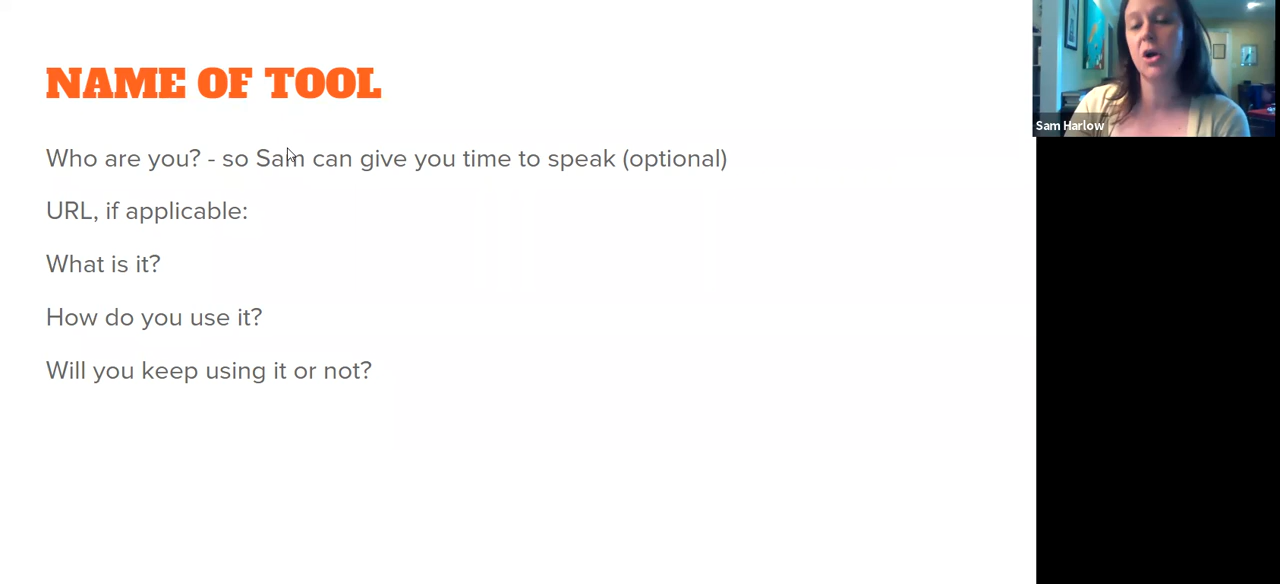 NAME OF TOOL
Who are you? - so Sam can give you time to speak (optional)
URL, if applicable:
What is it?
How do you use it?
Will you keep using it or not?
Sam Harlow